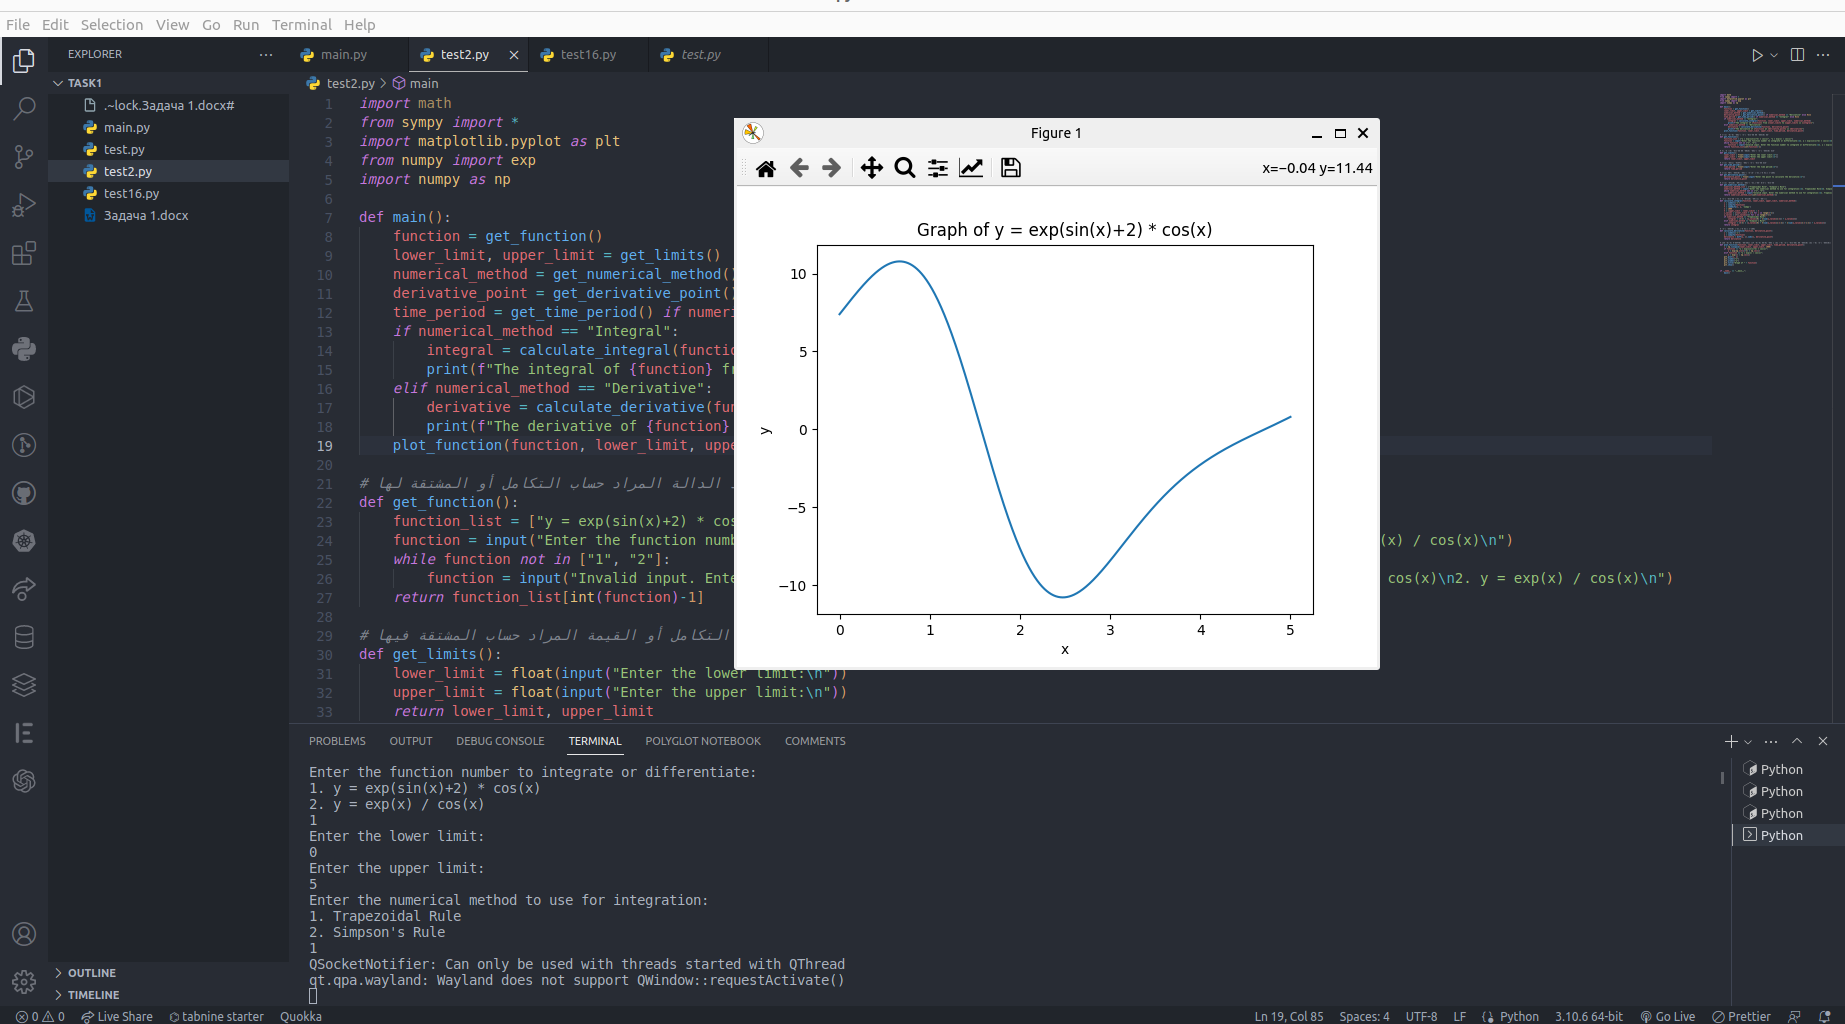 File Edit Selection View Go Run Terminal Help
EXPLORER
TASK1
.~lock.Задача 1.docx#
main.py
test.py
test2.py
test16.py
Задача 1.docx
OUTLINE
TIMELINE
main.py
test2.py
test16.py
test.py
test2.py > main
1 import math
2 from sympy import *
3 import matplotlib.pyplot as plt
4 from numpy import exp
5 import numpy as np
6
7 def main():
8 function = get_function()
9 lower_limit, upper_limit = get_limits()
10 numerical_method = get_numerical_method()
11 derivative_point = get_derivative_point()
12 time_period = get_time_period() if numeri
13 if numerical_method == "Integral":
14 integral = calculate_integral(functio
15 print(f"The integral of {function} fr
16 elif numerical_method == "Derivative":
17 derivative = calculate_derivative(fun
18 print(f"The derivative of {function}
19 plot_function(function, lower_limit, uppe
20
21 # الدالة المراد حساب التكامل أو المشتقة لها
22 def get_function():
23 function_list = ["y = exp(sin(x)+2) * cos
24 function = input("Enter the function numb (x) / cos(x)\n")
25 while function not in ["1", "2"]:
26 function = input("Invalid input. Ente cos(x)\n2. y = exp(x) / cos(x)\n")
27 return function_list[int(function)-1]
28
29 # التكامل أو القيمة المراد حساب المشتقة فيها
30 def get_limits():
31 lower_limit = float(input("Enter the lower limit:\n"))
32 upper_limit = float(input("Enter the upper limit:\n"))
33 return lower_limit, upper_limit
Figure 1
x=−0.04 y=11.44
Graph of y = exp(sin(x)+2) * cos(x)
10
5
0
−5
−10
y
0 1 2 3 4 5
x
PROBLEMS OUTPUT DEBUG CONSOLE TERMINAL POLYGLOT NOTEBOOK COMMENTS
Enter the function number to integrate or differentiate:
1. y = exp(sin(x)+2) * cos(x)
2. y = exp(x) / cos(x)
1
Enter the lower limit:
0
Enter the upper limit:
5
Enter the numerical method to use for integration:
1. Trapezoidal Rule
2. Simpson's Rule
1
QSocketNotifier: Can only be used with threads started with QThread
qt.qpa.wayland: Wayland does not support QWindow::requestActivate()
Python
Python
Python
Python
0 0 Live Share tabnine starter Quokka Ln 19, Col 85 Spaces: 4 UTF-8 LF Python 3.10.6 64-bit Go Live Prettier